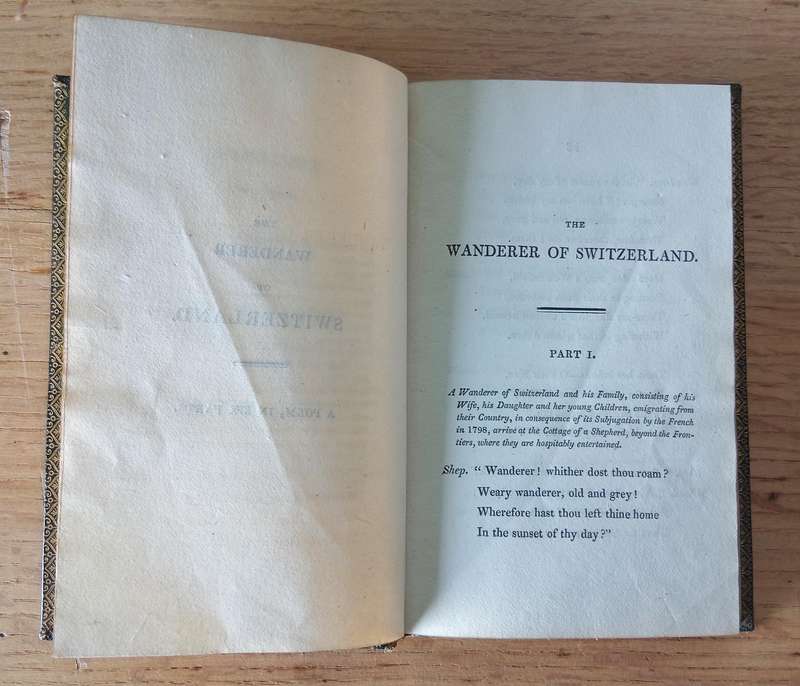 THE
WANDERER OF SWITZERLAND.
PART I.
A Wanderer of Switzerland and his Family, consisting of his
Wife, his Daughter and her young Children, emigrating from
their Country, in consequence of its Subjugation by the French
in 1798, arrive at the Cottage of a Shepherd, beyond the Fron-
tiers, where they are hospitably entertained.
Shep. “ Wanderer! whither dost thou roam?
Weary wanderer, old and grey!
Wherefore hast thou left thine home
In the sunset of thy day?”